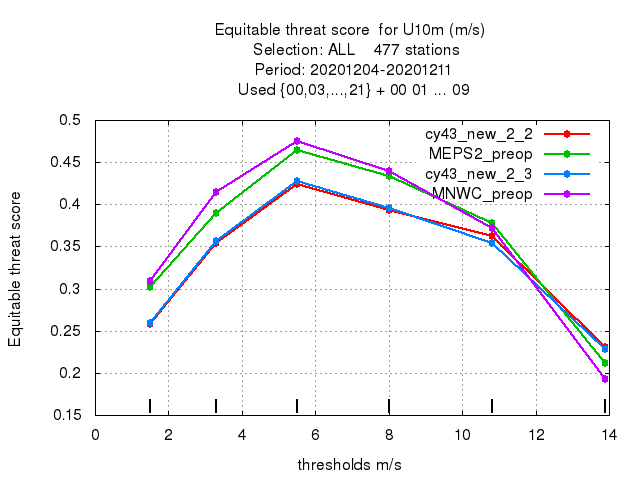 Equitable threat score  for U10m (m/s)
Selection: ALL    477 stations
Period: 20201204-20201211
Used {00,03,...,21} + 00 01 ... 09
cy43_new_2_2
MEPS2_preop
cy43_new_2_3
MNWC_preop
Equitable threat score
0.5
0.45
0.4
0.35
0.3
0.25
0.2
0.15
0 2 4 6 8 10 12 14
thresholds m/s